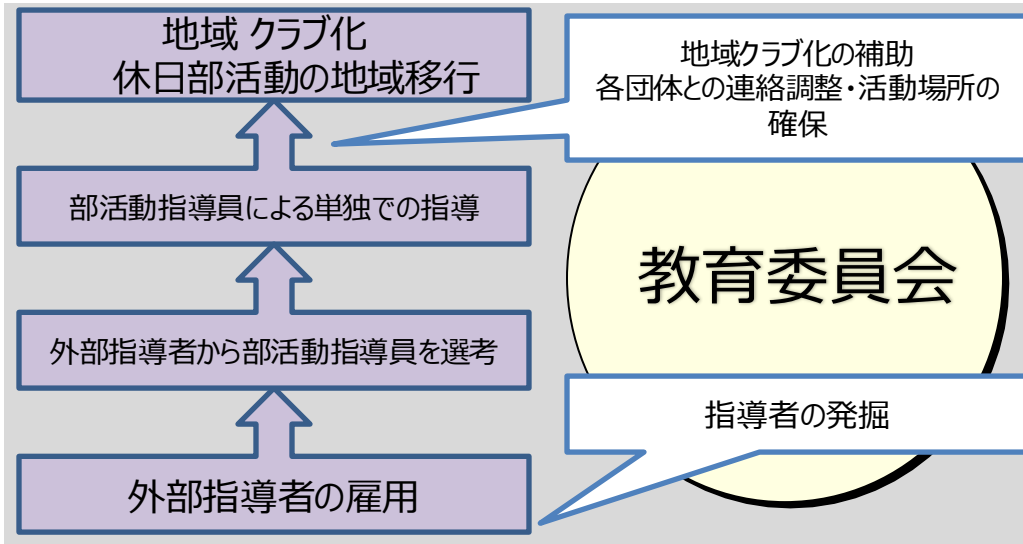 地域 クラブ化
休日部活動の地域移行
地域クラブ化の補助
各団体との連絡調整・活動場所の
確保
部活動指導員による単独での指導
教育委員会
外部指導者から部活動指導員を選考
指導者の発掘
外部指導者の雇用